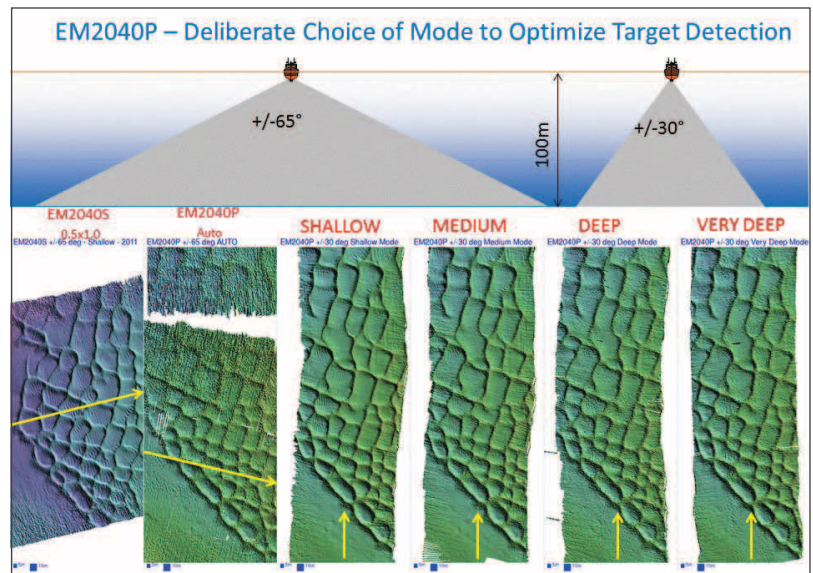 EM2040P – Deliberate Choice of Mode to Optimize Target Detection
+/-65°
100m
+/-30°
EM2040S
0.5x1.0
EM2040P
Auto
SHALLOW
MEDIUM
DEEP
VERY DEEP
EM2040S +/-65 deg - Shallow - 2011
EM2040P +/-65 deg AUTO
EM2040P +/-30 deg Shallow Mode
EM2040P +/-30 deg Medium Mode
EM2040P +/-30 deg Deep Mode
EM2040P +/-30 deg Very Deep Mode